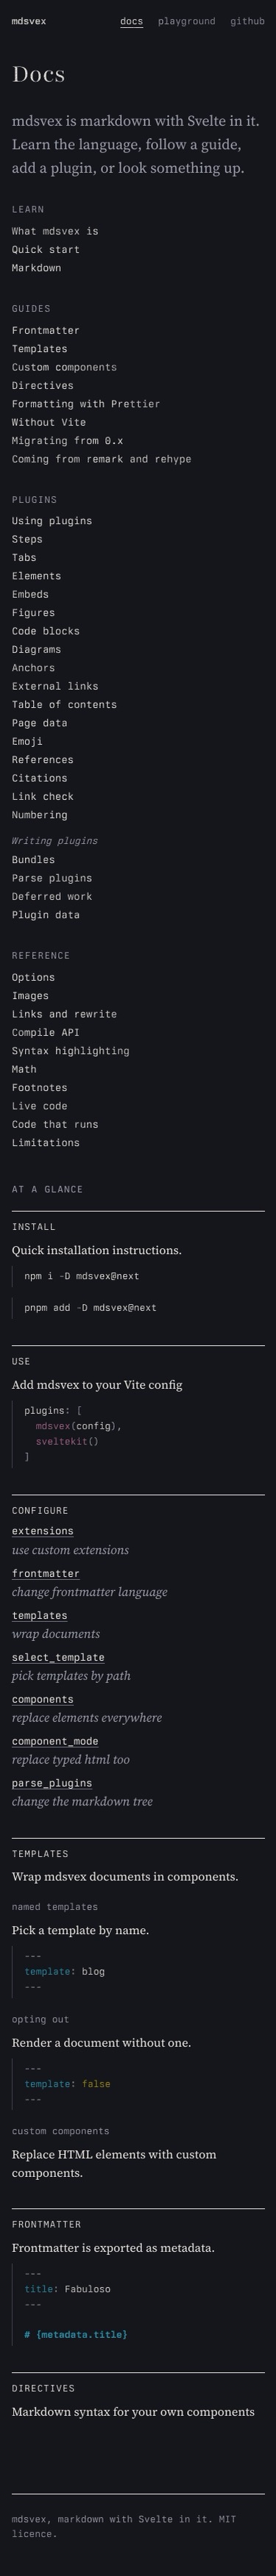 mdsvex docs playground github
Docs
mdsvex is markdown with Svelte in it.
Learn the language, follow a guide,
add a plugin, or look something up.
LEARN
What mdsvex is
Quick start
Markdown
GUIDES
Frontmatter
Templates
Custom components
Directives
Formatting with Prettier
Without Vite
Migrating from 0.x
Coming from remark and rehype
PLUGINS
Using plugins
Steps
Tabs
Elements
Embeds
Figures
Code blocks
Diagrams
Anchors
External links
Table of contents
Page data
Emoji
References
Citations
Link check
Numbering
Writing plugins
Bundles
Parse plugins
Deferred work
Plugin data
REFERENCE
Options
Images
Links and rewrite
Compile API
Syntax highlighting
Math
Footnotes
Live code
Code that runs
Limitations
AT A GLANCE
INSTALL
Quick installation instructions.
npm i -D mdsvex@next
pnpm add -D mdsvex@next
USE
Add mdsvex to your Vite config
plugins: [
mdsvex(config),
sveltekit()
]
CONFIGURE
extensions
use custom extensions
frontmatter
change frontmatter language
templates
wrap documents
select_template
pick templates by path
components
replace elements everywhere
component_mode
replace typed html too
parse_plugins
change the markdown tree
TEMPLATES
Wrap mdsvex documents in components.
named templates
Pick a template by name.
---
template: blog
---
opting out
Render a document without one.
---
template: false
---
custom components
Replace HTML elements with custom
components.
FRONTMATTER
Frontmatter is exported as metadata.
---
title: Fabuloso
---
# {metadata.title}
DIRECTIVES
Markdown syntax for your own components
mdsvex, markdown with Svelte in it. MIT
licence.